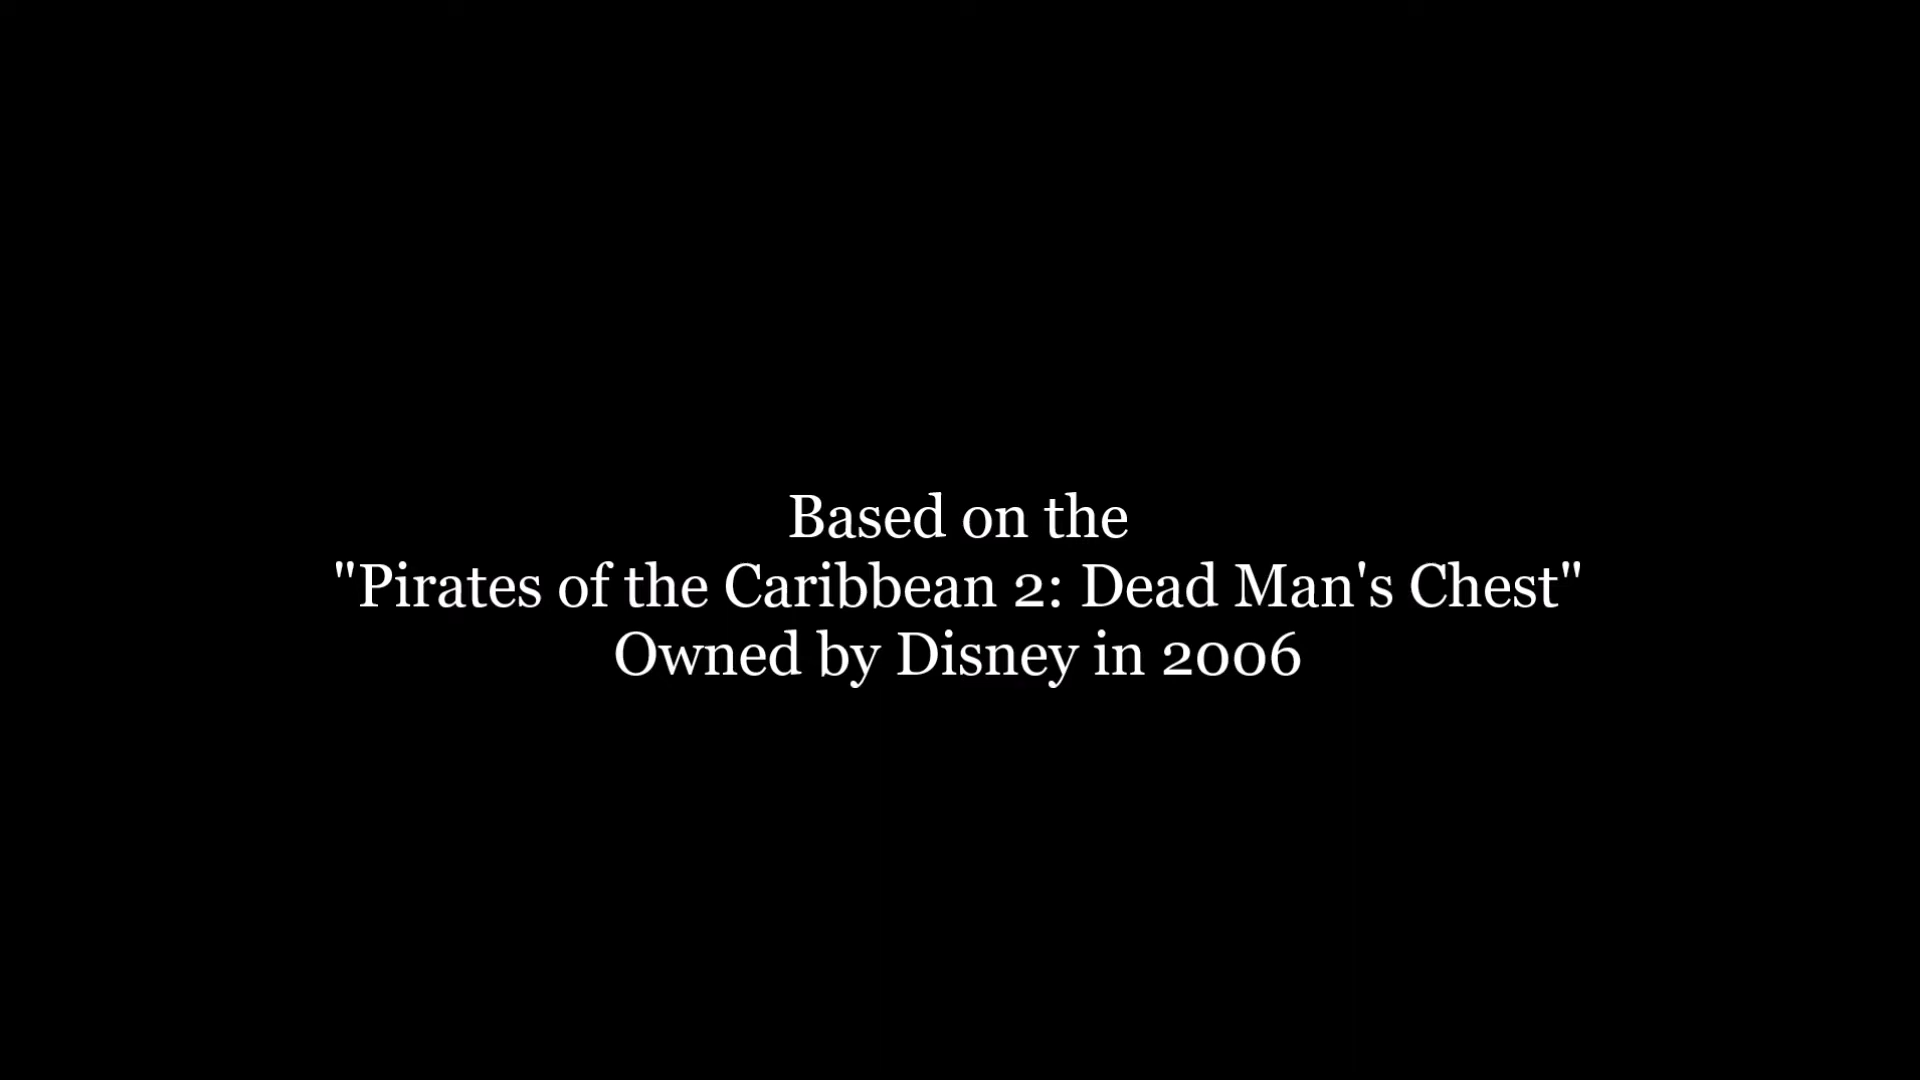 Based on the
"Pirates of the Caribbean 2: Dead Man's Chest"
Owned by Disney in 2006